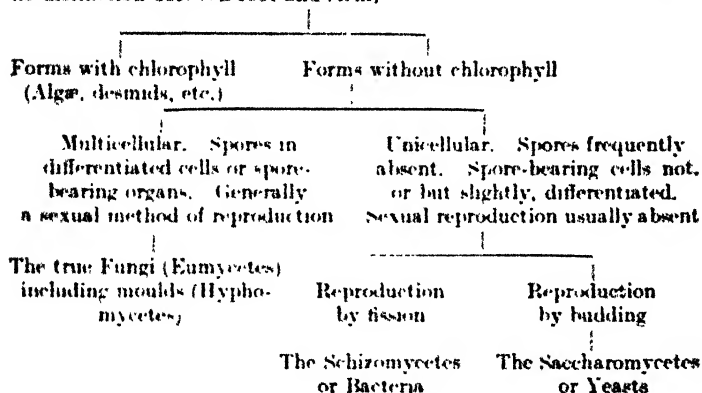 Forms with chlorophyll
(Algæ, desmids, etc.)
Forms without chlorophyll
Multicellular. Spores in
differentiated cells or spore-
bearing organs. Generally
a sexual method of reproduction
Unicellular. Spores frequently
absent. Spore-bearing cells not,
or but slightly, differentiated.
Sexual reproduction usually absent
The true Fungi (Eumycetes)
including moulds (Hypho-
mycetes)
Reproduction
by fission
Reproduction
by budding
The Schizomycetes
or Bacteria
The Saccharomycetes
or Yeasts